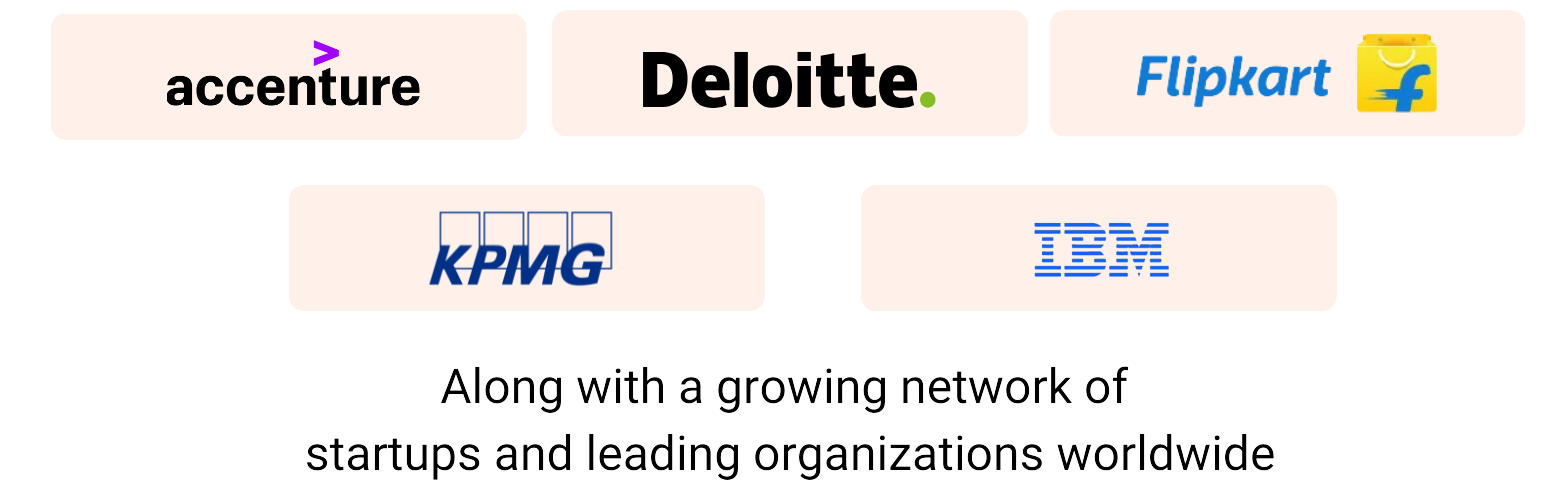 accenture
Deloitte.
Flipkart
KPMG
IBM
Along with a growing network of
startups and leading organizations worldwide